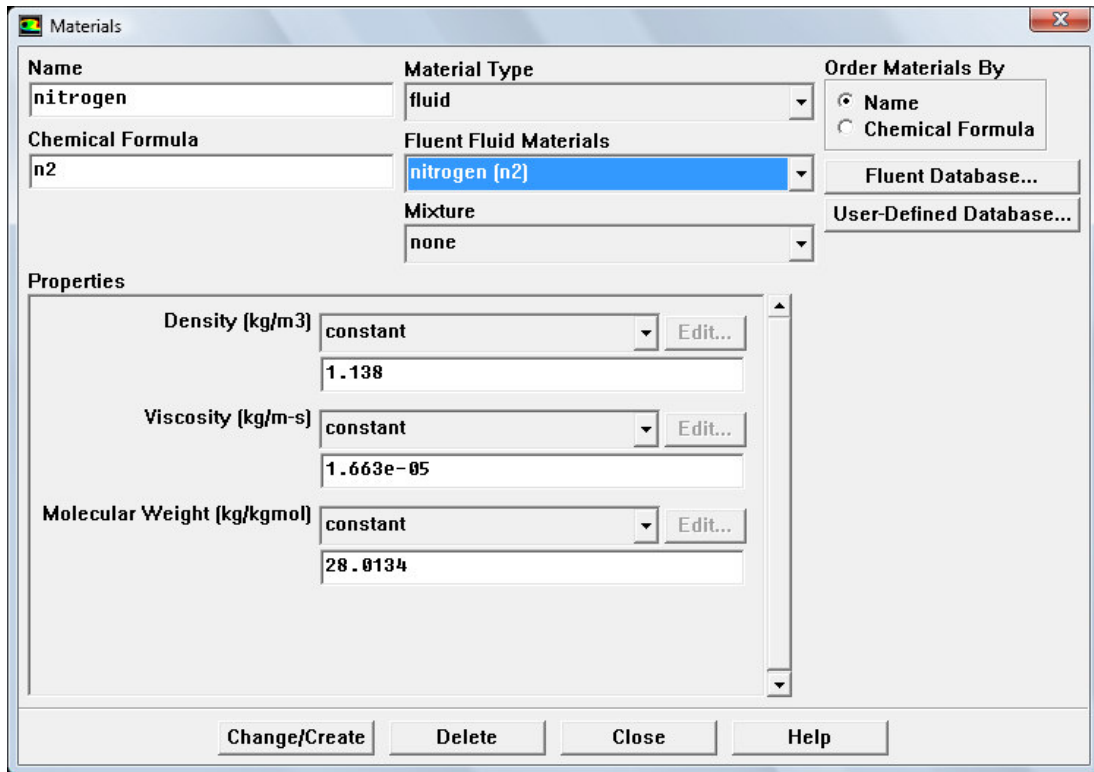 Materials
Name
nitrogen
Material Type
fluid
Order Materials By
Name
Chemical Formula
Chemical Formula
n2
Fluent Fluid Materials
nitrogen (n2)
Fluent Database...
User-Defined Database...
Mixture
none
Properties
Density (kg/m3)
constant
Edit...
1.138
Viscosity (kg/m-s)
constant
Edit...
1.663e-05
Molecular Weight (kg/kgmol)
constant
Edit...
28.0134
Change/Create
Delete
Close
Help